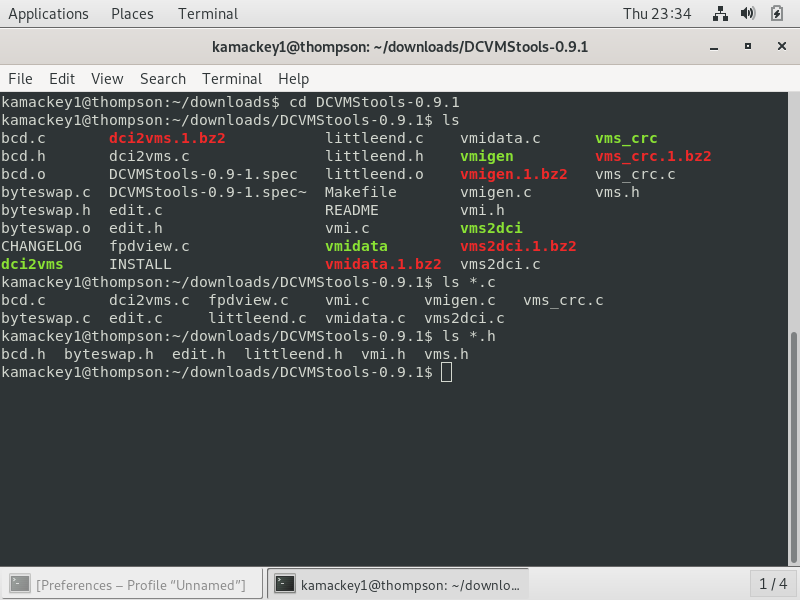 Applications Places Terminal Thu 23:34
kamackey1@thompson: ~/downloads/DCVMStools-0.9.1
File Edit View Search Terminal Help
kamackey1@thompson:~/downloads$ cd DCVMStools-0.9.1
kamackey1@thompson:~/downloads/DCVMStools-0.9.1$ ls
bcd.c dci2vms.1.bz2 littleend.c vmidata.c vms_crc
bcd.h dci2vms.c littleend.h vmigen vms_crc.1.bz2
bcd.o DCVMStools-0.9-1.spec littleend.o vmigen.1.bz2 vms_crc.c
byteswap.c DCVMStools-0.9-1.spec~ Makefile vmigen.c vms.h
byteswap.h edit.c README vmi.h
byteswap.o edit.h vmi.c vms2dci
CHANGELOG fpdview.c vmidata vms2dci.1.bz2
dci2vms INSTALL vmidata.1.bz2 vms2dci.c
kamackey1@thompson:~/downloads/DCVMStools-0.9.1$ ls *.c
bcd.c dci2vms.c fpdview.c vmi.c vmigen.c vms_crc.c
byteswap.c edit.c littleend.c vmidata.c vms2dci.c
kamackey1@thompson:~/downloads/DCVMStools-0.9.1$ ls *.h
bcd.h byteswap.h edit.h littleend.h vmi.h vms.h
kamackey1@thompson:~/downloads/DCVMStools-0.9.1$
[Preferences – Profile “Unnamed”] kamackey1@thompson: ~/downlo... 1 / 4